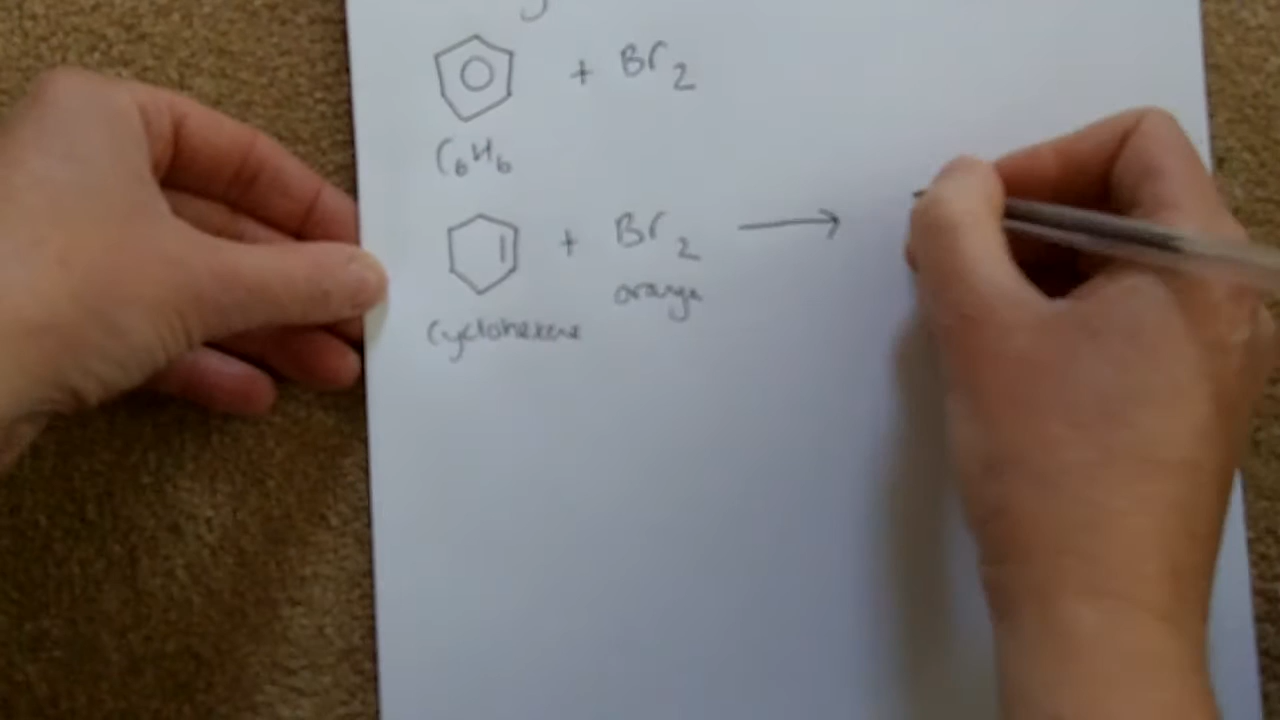 + Br2
C6H6
+ Br2 →
orange
Cyclohexene